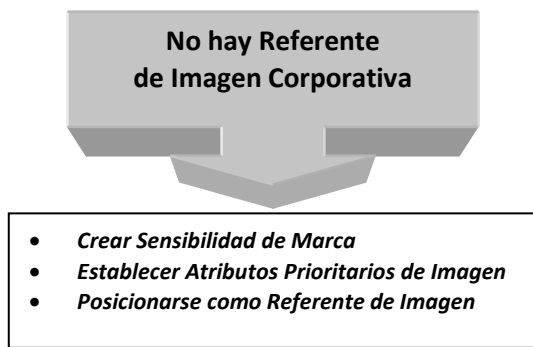 No hay Referente
de Imagen Corporativa
• Crear Sensibilidad de Marca
• Establecer Atributos Prioritarios de Imagen
• Posicionarse como Referente de Imagen